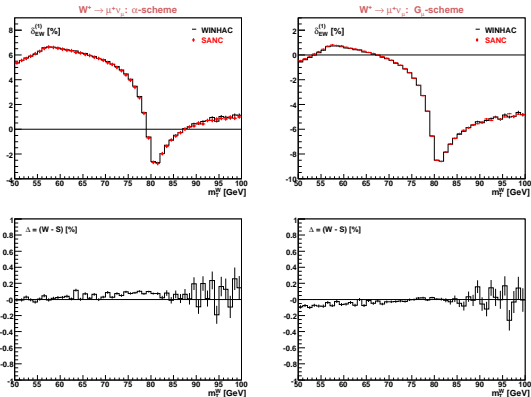 W⁺ → μ⁺ν_μ: α-scheme
δ_EW^(1) [%]
WINHAC
SANC
8
6
4
2
0
-2
-4
50 55 60 65 70 75 80 85 90 95 100
m_T^W [GeV]
W⁺ → μ⁺ν_μ: G_μ-scheme
δ_EW^(1) [%]
WINHAC
SANC
2
0
-2
-4
-6
-8
-10
50 55 60 65 70 75 80 85 90 95 100
m_T^W [GeV]
Δ = (W - S) [%]
1
0.8
0.6
0.4
0.2
-0
-0.2
-0.4
-0.6
-0.8
-1
50 55 60 65 70 75 80 85 90 95 100
m_T^W [GeV]
Δ = (W - S) [%]
1
0.8
0.6
0.4
0.2
-0
-0.2
-0.4
-0.6
-0.8
-1
50 55 60 65 70 75 80 85 90 95 100
m_T^W [GeV]